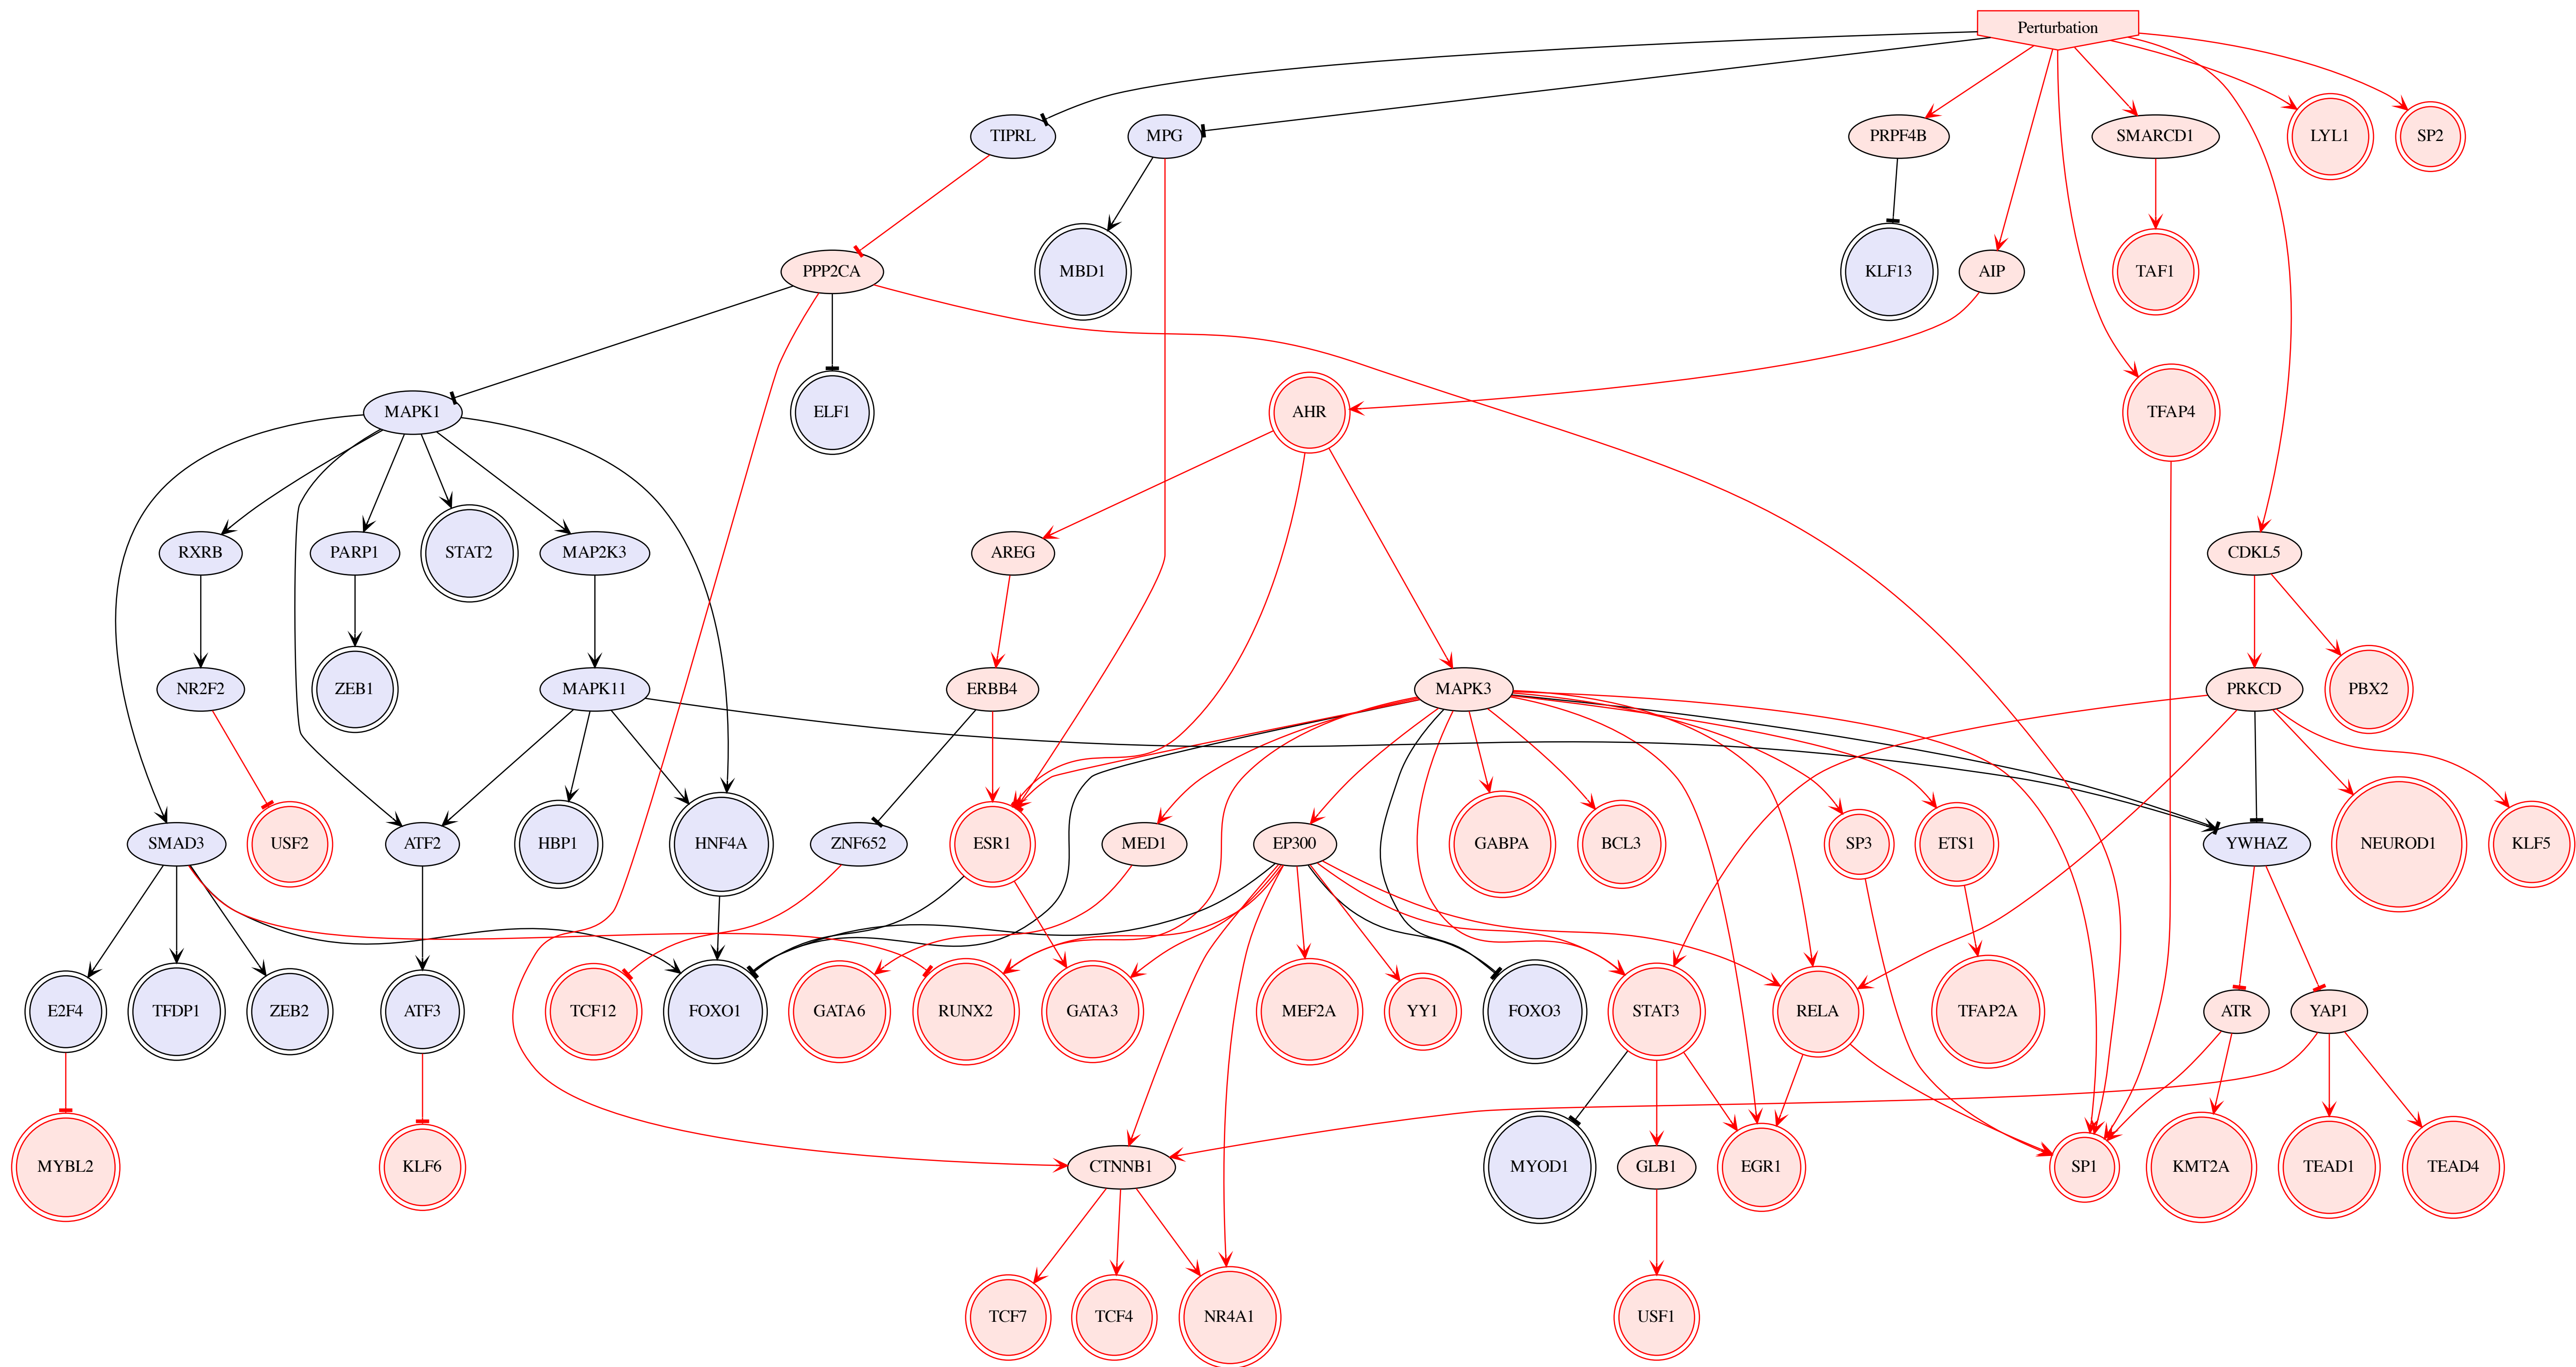 Perturbation
TIPRL
MPG
PRPF4B
SMARCD1
LYL1
SP2
PPP2CA
MBD1
KLF13
AIP
TAF1
MAPK1
ELF1
AHR
TFAP4
RXRB
PARP1
STAT2
MAP2K3
AREG
CDKL5
NR2F2
ZEB1
MAPK11
ERBB4
MAPK3
PRKCD
PBX2
SMAD3
USF2
ATF2
HBP1
HNF4A
ZNF652
ESR1
MED1
EP300
GABPA
BCL3
SP3
ETS1
YWHAZ
NEUROD1
KLF5
E2F4
TFDP1
ZEB2
ATF3
TCF12
FOXO1
GATA6
RUNX2
GATA3
MEF2A
YY1
FOXO3
STAT3
RELA
TFAP2A
ATR
YAP1
MYBL2
KLF6
CTNNB1
MYOD1
GLB1
EGR1
SP1
KMT2A
TEAD1
TEAD4
TCF7
TCF4
NR4A1
USF1